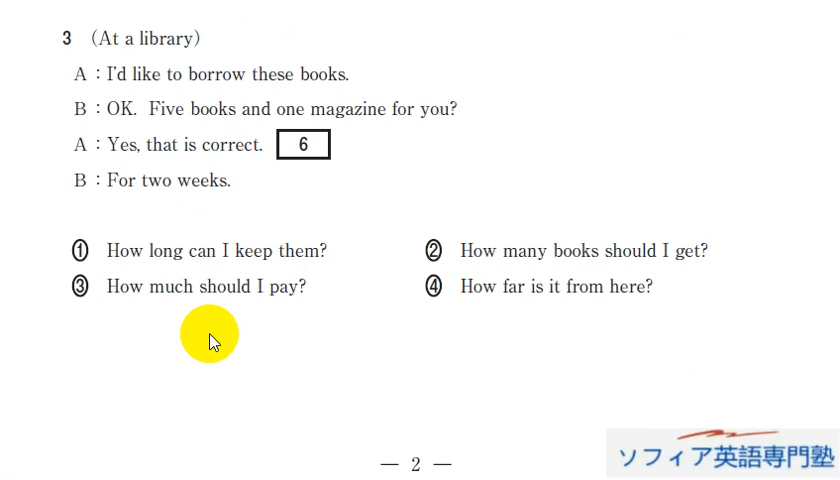 3 （At a library）
A：I'd like to borrow these books.
B：OK. Five books and one magazine for you?
A：Yes, that is correct. 6
B：For two weeks.
① How long can I keep them? ② How many books should I get?
③ How much should I pay? ④ How far is it from here?
— 2 —
ソフィア英語専門塾